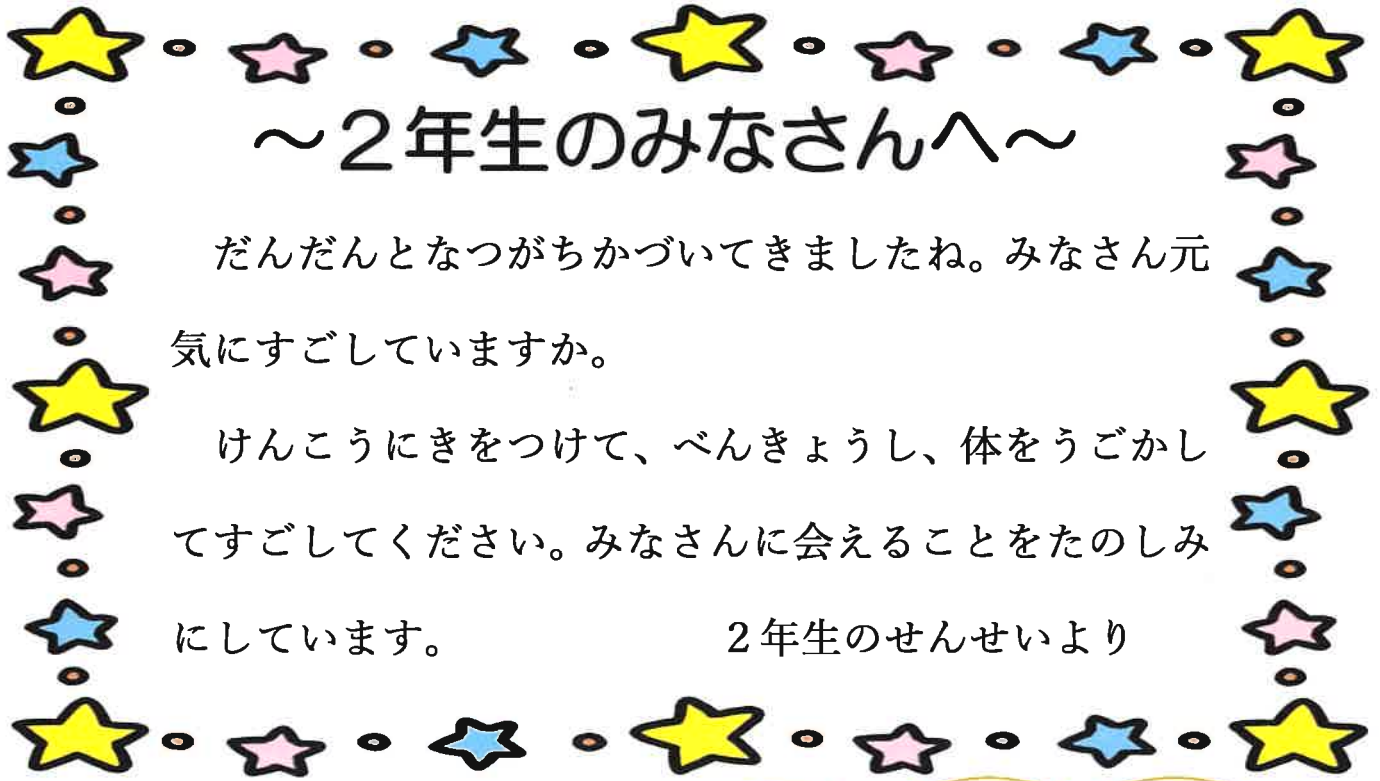 ～２年生のみなさんへ～
だんだんとなつがちかづいてきましたね。みなさん元
気にすごしていますか。
けんこうにきをつけて、べんきょうし、体をうごかし
てすごしてください。みなさんに会えることをたのしみ
にしています。　２年生のせんせいより